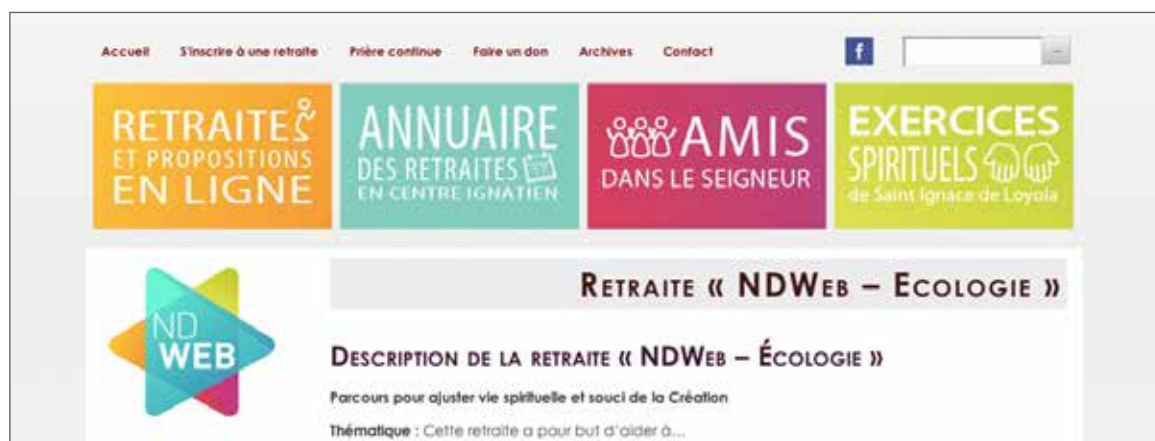 Accueil S'inscrire à une retraite Prière continue Faire un don Archives Contact f
RETRAITES
ET PROPOSITIONS
EN LIGNE
ANNUAIRE
DES RETRAITES
EN CENTRE IGNATIEN
AMIS
DANS LE SEIGNEUR
EXERCICES
SPIRITUELS
de Saint Ignace de Loyola
ND
WEB
RETRAITE « NDWEB – ECOLOGIE »
DESCRIPTION DE LA RETRAITE « NDWEB – ÉCOLOGIE »
Parcours pour ajuster vie spirituelle et souci de la Création
Thématique : Cette retraite a pour but d'aider à...